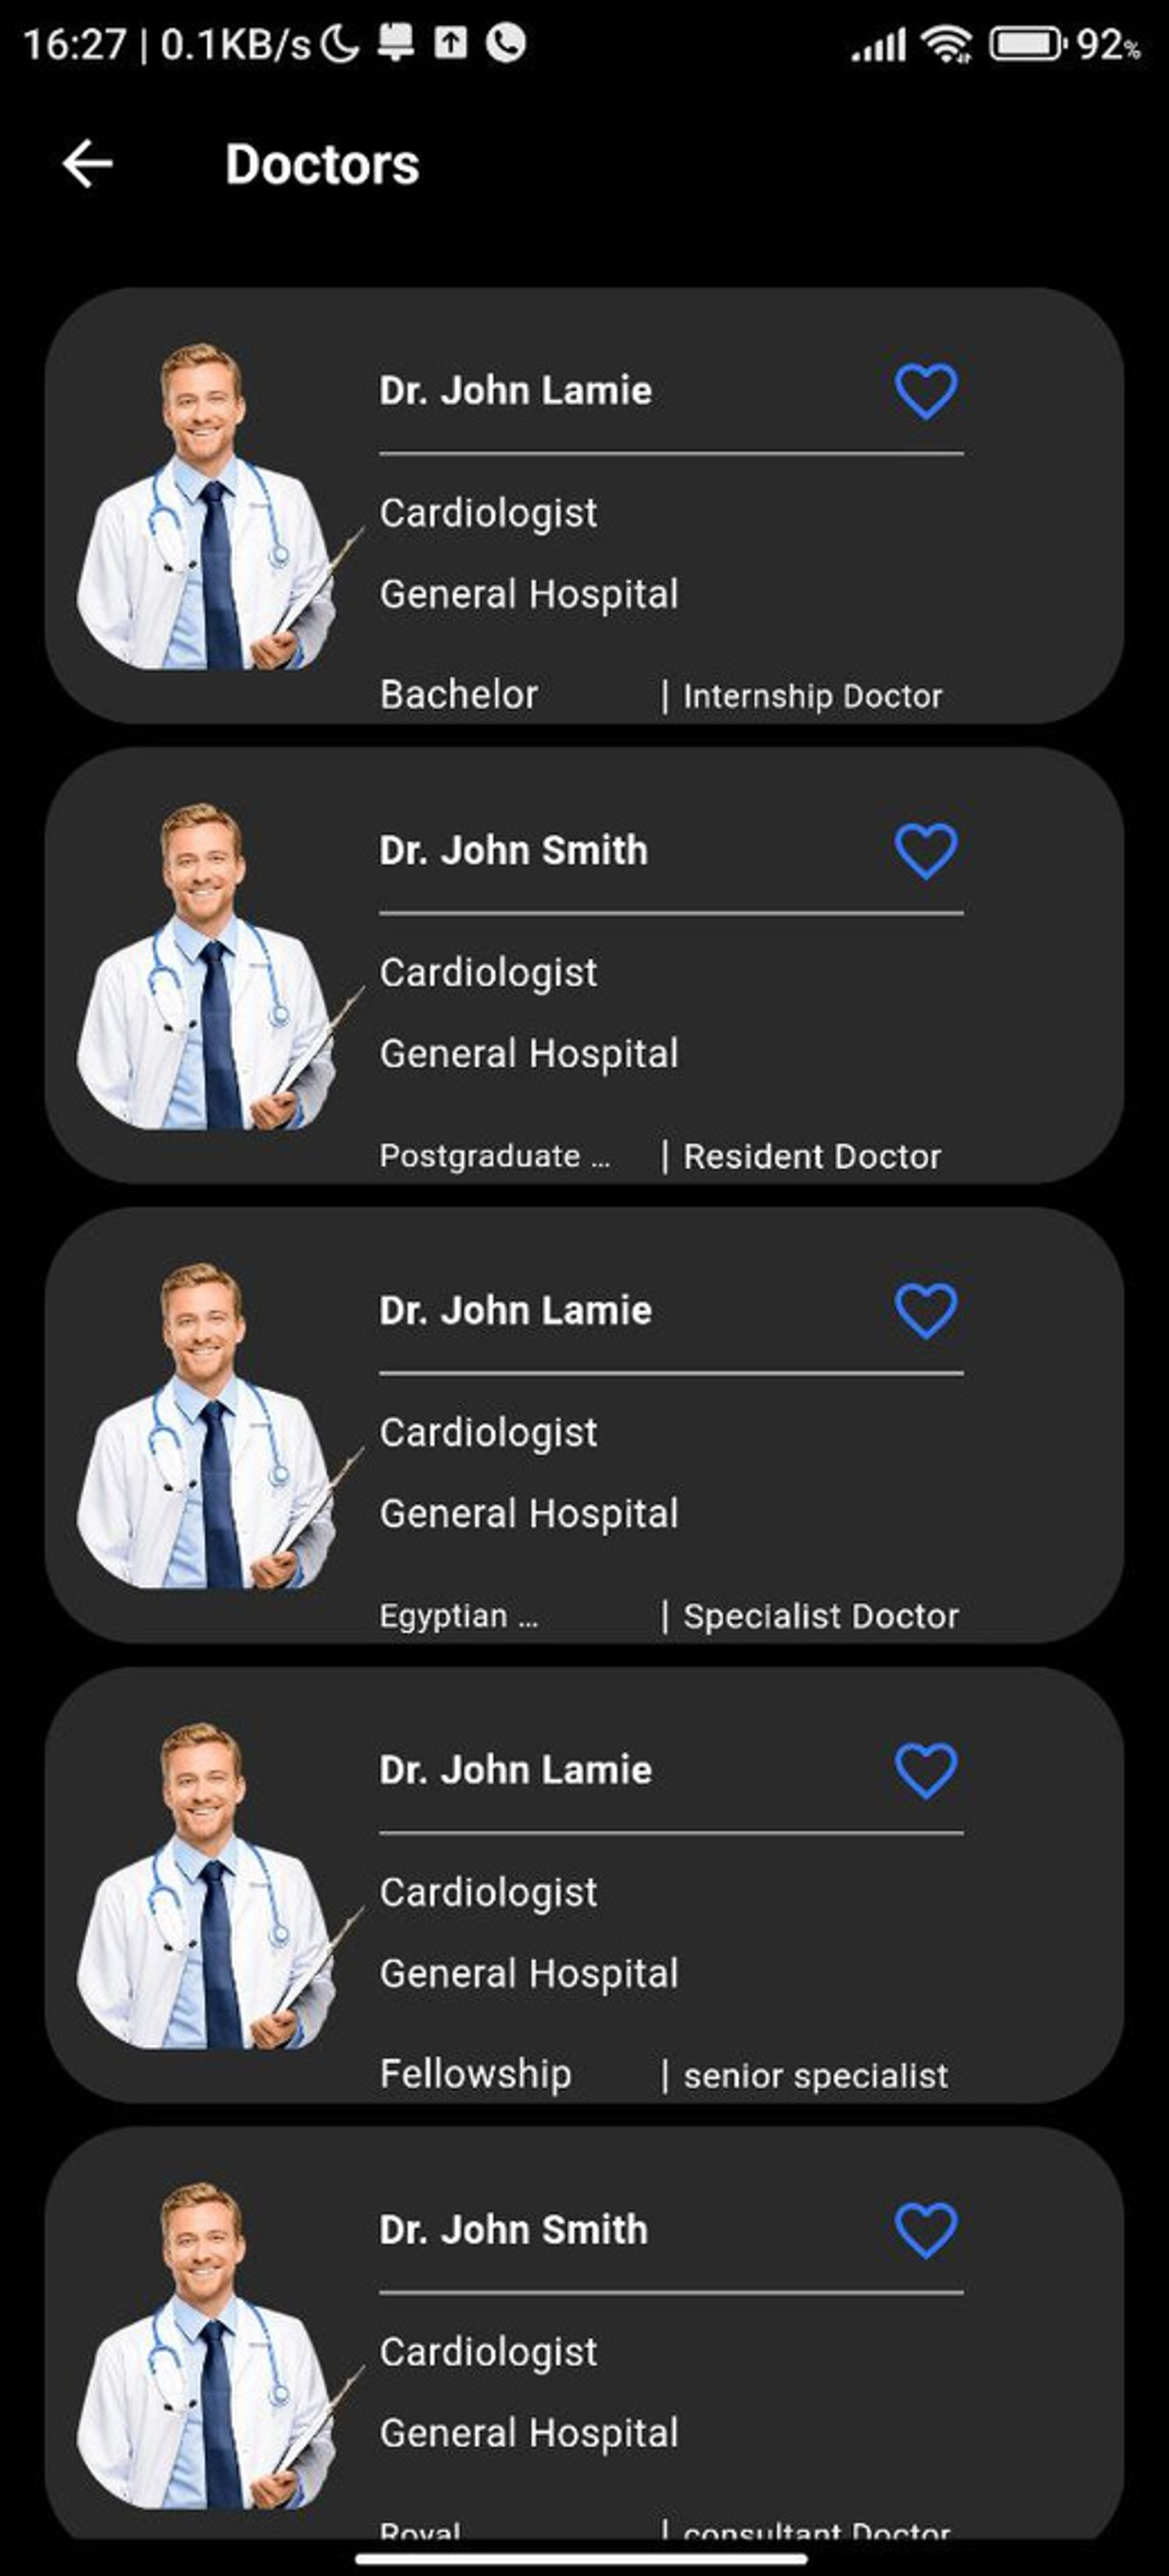 16:27 | 0.1KB/s 92%
Doctors
Dr. John Lamie
Cardiologist
General Hospital
Bachelor | Internship Doctor
Dr. John Smith
Cardiologist
General Hospital
Postgraduate ... | Resident Doctor
Dr. John Lamie
Cardiologist
General Hospital
Egyptian ... | Specialist Doctor
Dr. John Lamie
Cardiologist
General Hospital
Fellowship | senior specialist
Dr. John Smith
Cardiologist
General Hospital
Royal | consultant Doctor